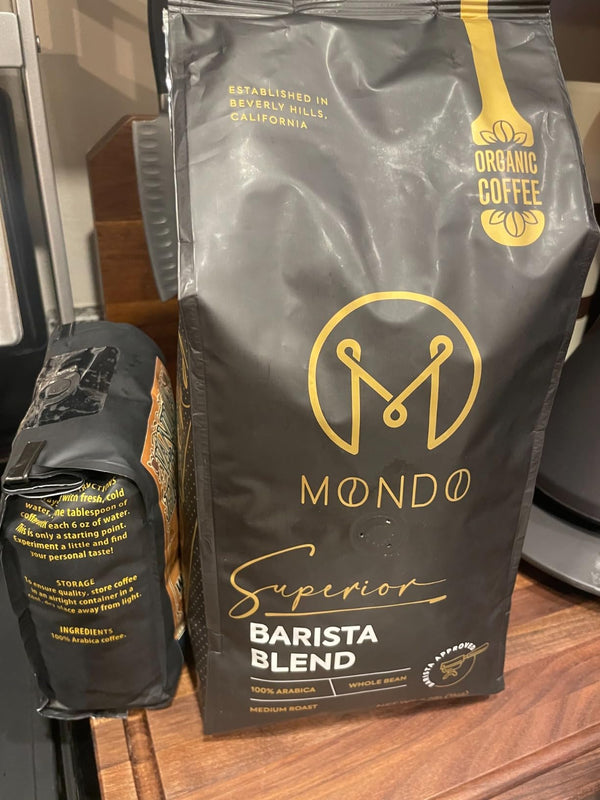 ESTABLISHED IN
BEVERLY HILLS,
CALIFORNIA
ORGANIC
COFFEE
M
MONDO
Superior
BARISTA
BLEND
100% ARABICA
WHOLE BEAN
MEDIUM ROAST
NET
BARISTA APPROVED
with fresh, cold
water. tablespoon of
each 6 oz of water.
This is only a starting point.
Experiment a little and find
your personal taste!
STORAGE
To ensure quality, store coffee
in an airtight container in a
place away from light.
INGREDIENTS
100% Arabica coffee.